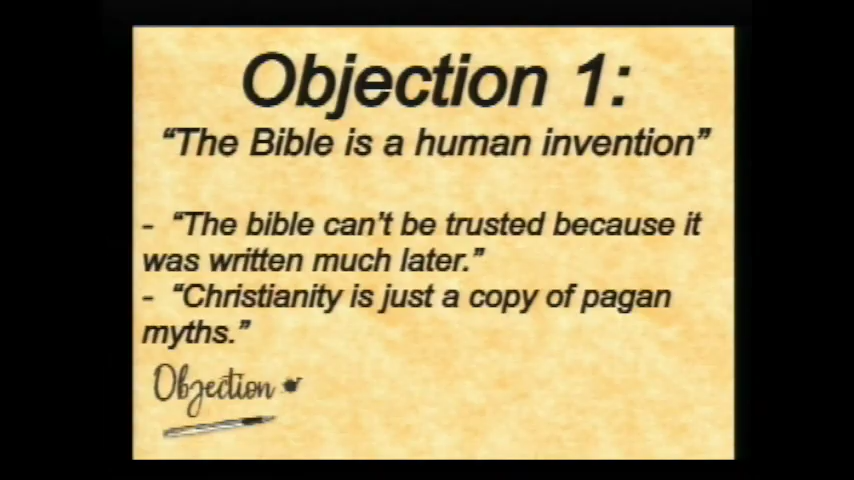 Objection 1:
“The Bible is a human invention”
- “The bible can’t be trusted because it
was written much later.”
- “Christianity is just a copy of pagan
myths.”
Objection